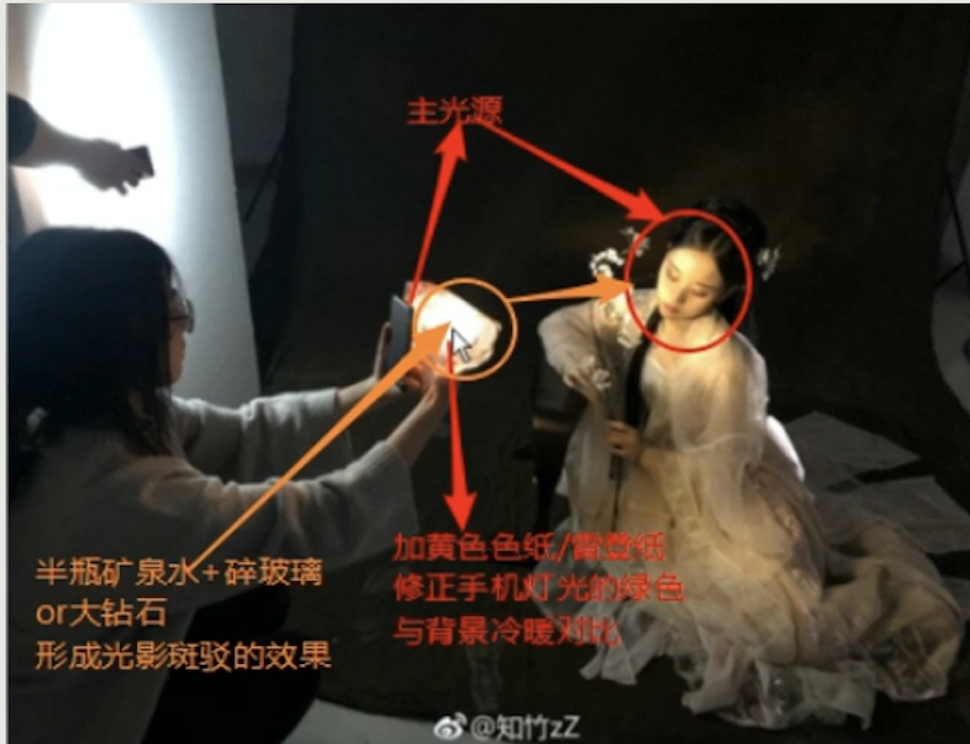 主光源
加黄色色纸/雷登纸
修正手机灯光的绿色
与背景冷暖对比
半瓶矿泉水+碎玻璃
or大钻石
形成光影斑驳的效果
@知竹zZ